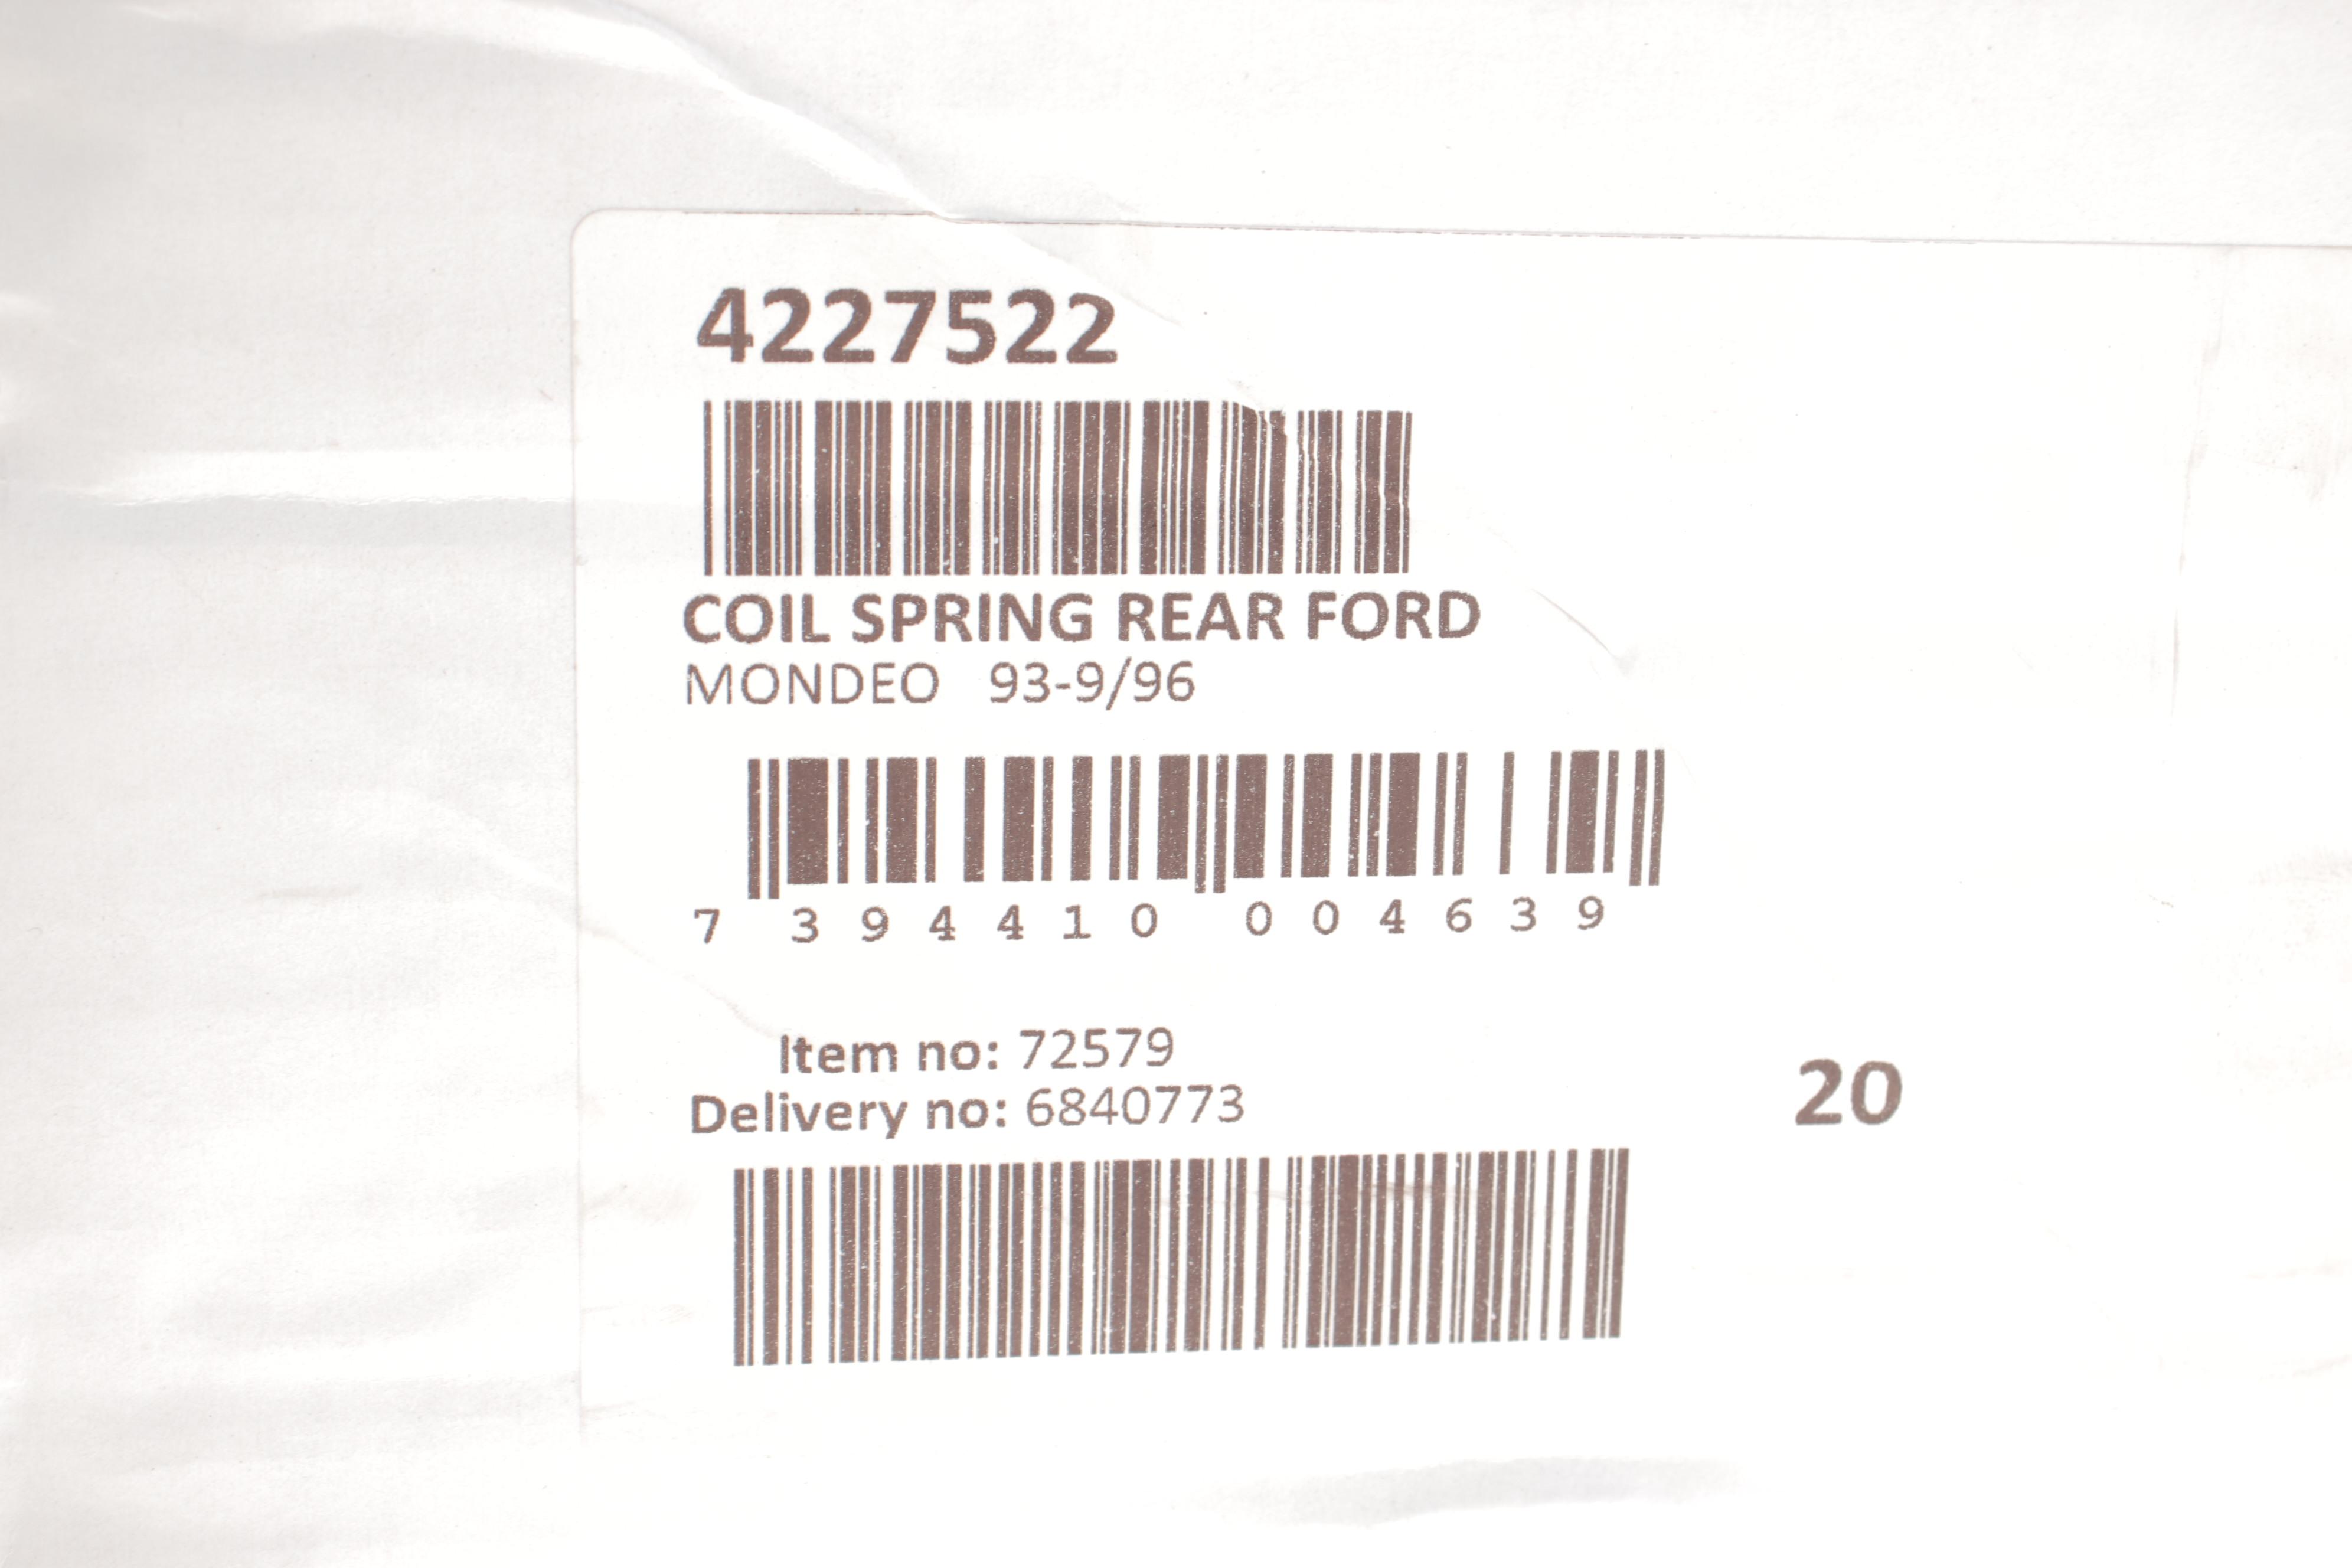 4227522
COIL SPRING REAR FORD
MONDEO 93-9/96
7 394410 004639
Item no: 72579
Delivery no: 6840773
20